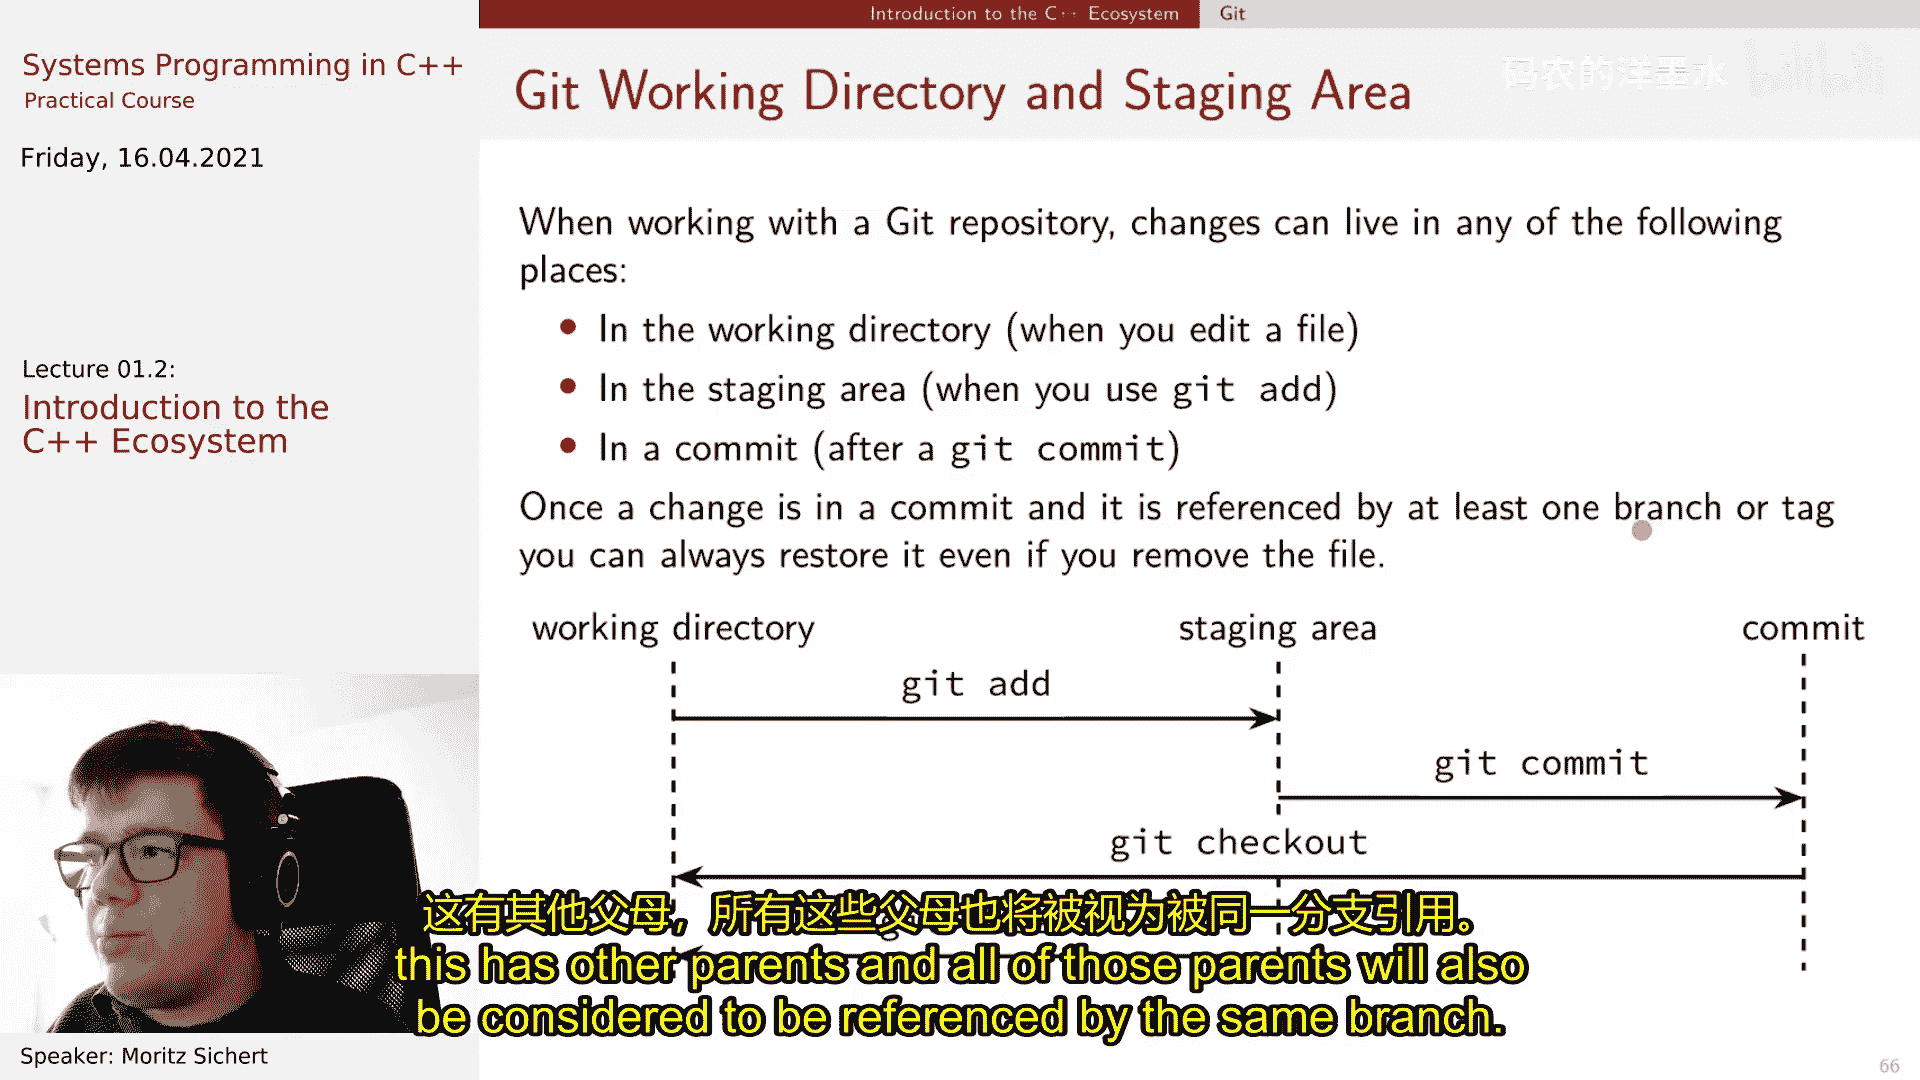 Introduction to the C++ Ecosystem
Git
Systems Programming in C++
Practical Course
Friday, 16.04.2021
Lecture 01.2:
Introduction to the
C++ Ecosystem
Git Working Directory and Staging Area
码农的洋墨水 bilibili
When working with a Git repository, changes can live in any of the following
places:
In the working directory (when you edit a file)
In the staging area (when you use git add)
In a commit (after a git commit)
Once a change is in a commit and it is referenced by at least one branch or tag
you can always restore it even if you remove the file.
working directory
staging area
commit
git add
git commit
git checkout
这有其他父母，所有这些父母也将被视为被同一分支引用。
this has other parents and all of those parents will also
be considered to be referenced by the same branch.
Speaker: Moritz Sichert
66